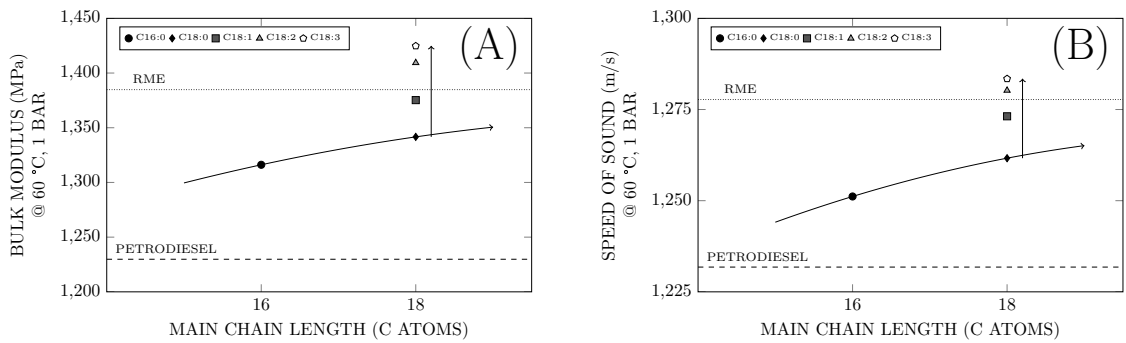 1,450
1,400
1,350
1,300
1,250
1,200
BULK MODULUS (MPa)
@ 60 °C, 1 BAR
C16:0 C18:0 C18:1 C18:2 C18:3
(A)
RME
PETRODIESEL
16 18
MAIN CHAIN LENGTH (C ATOMS)
1,300
1,275
1,250
1,225
SPEED OF SOUND (m/s)
@ 60 °C, 1 BAR
C16:0 C18:0 C18:1 C18:2 C18:3
(B)
RME
PETRODIESEL
16 18
MAIN CHAIN LENGTH (C ATOMS)